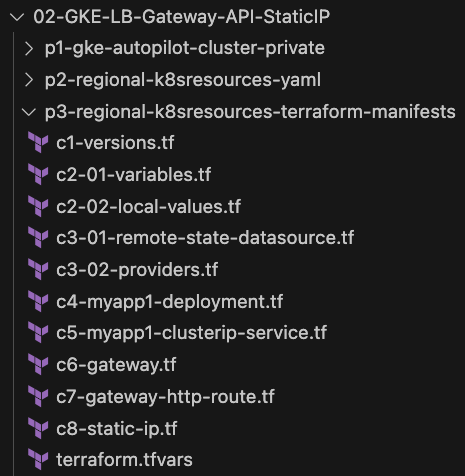 02-GKE-LB-Gateway-API-StaticIP
p1-gke-autopilot-cluster-private
p2-regional-k8sresources-yaml
p3-regional-k8sresources-terraform-manifests
c1-versions.tf
c2-01-variables.tf
c2-02-local-values.tf
c3-01-remote-state-datasource.tf
c3-02-providers.tf
c4-myapp1-deployment.tf
c5-myapp1-clusterip-service.tf
c6-gateway.tf
c7-gateway-http-route.tf
c8-static-ip.tf
terraform.tfvars